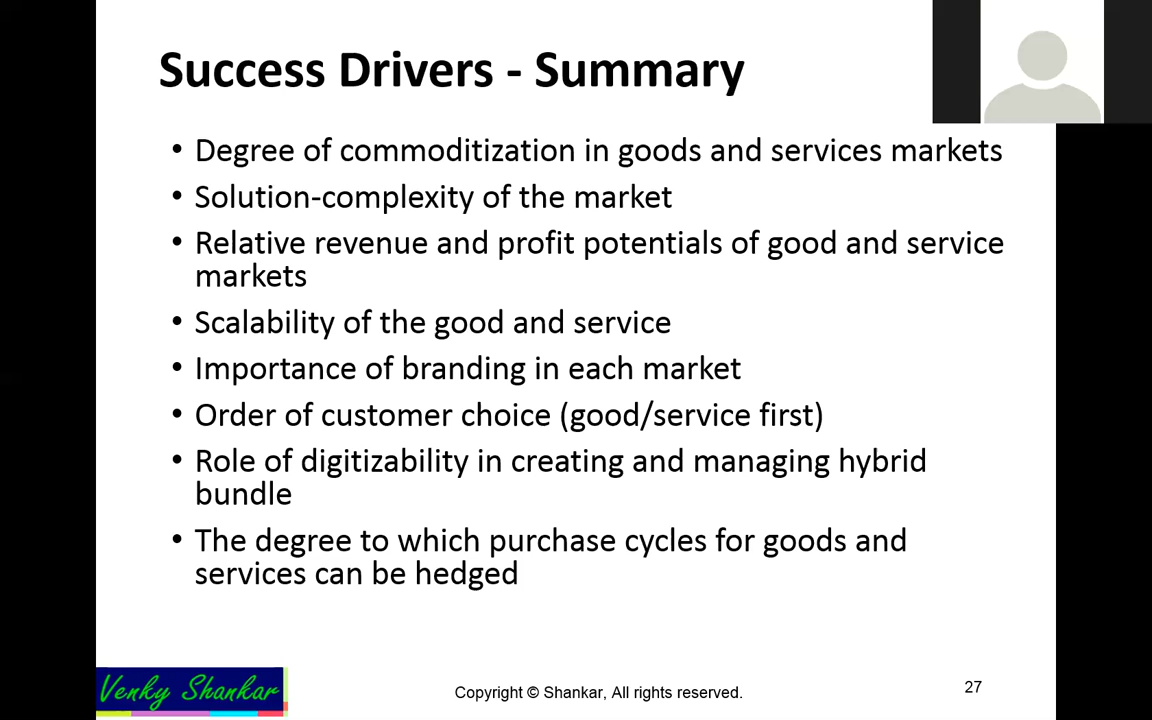 Success Drivers - Summary
• Degree of commoditization in goods and services markets
• Solution-complexity of the market
• Relative revenue and profit potentials of good and service
markets
• Scalability of the good and service
• Importance of branding in each market
• Order of customer choice (good/service first)
• Role of digitizability in creating and managing hybrid
bundle
• The degree to which purchase cycles for goods and
services can be hedged
Venky Shankar
Copyright © Shankar, All rights reserved.
27